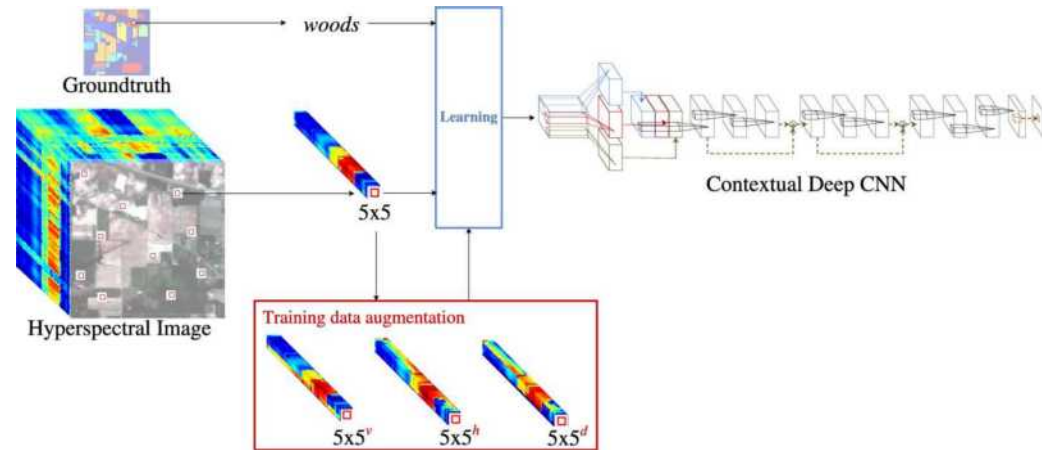 woods
Groundtruth
Learning
5x5
Contextual Deep CNN
Hyperspectral Image
Training data augmentation
5x5ᵛ
5x5ʰ
5x5ᵈ